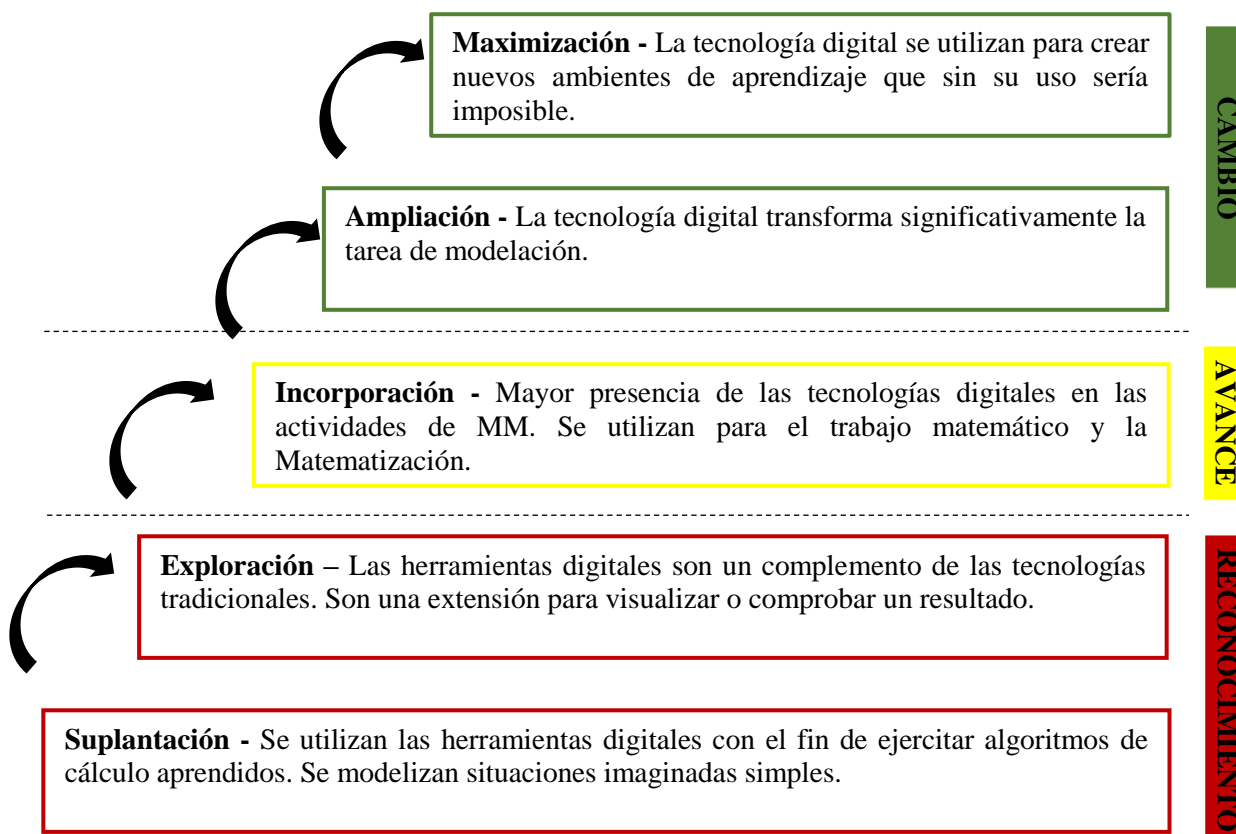 Maximización - La tecnología digital se utilizan para crear
nuevos ambientes de aprendizaje que sin su uso sería
imposible.
CAMBIO
Ampliación - La tecnología digital transforma significativamente la
tarea de modelación.
Incorporación - Mayor presencia de las tecnologías digitales en las
actividades de MM. Se utilizan para el trabajo matemático y la
Matematización.
AVANCE
Exploración – Las herramientas digitales son un complemento de las tecnologías
tradicionales. Son una extensión para visualizar o comprobar un resultado.
RECONOCIMIENTO
Suplantación - Se utilizan las herramientas digitales con el fin de ejercitar algoritmos de
cálculo aprendidos. Se modelizan situaciones imaginadas simples.